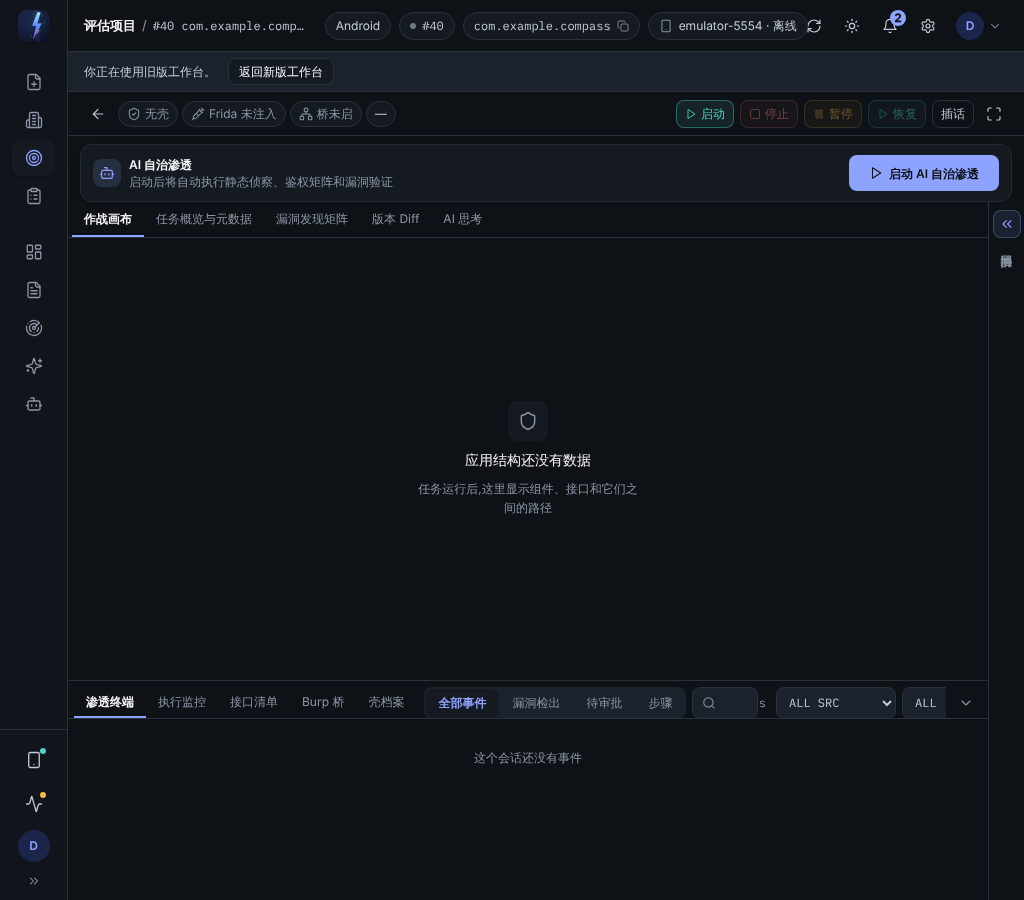 评估项目 / #40 com.example.comp… Android #40 com.example.compass emulator-5554 · 离线 2 D
你正在使用旧版工作台。 返回新版工作台
无壳 Frida 未注入 桥未启 — 启动 停止 暂停 恢复 插话
AI 自治渗透
启动后将自动执行静态侦察、鉴权矩阵和漏洞验证
启动 AI 自治渗透
作战画布 任务概览与元数据 漏洞发现矩阵 版本 Diff AI 思考
应用结构还没有数据
任务运行后,这里显示组件、接口和它们之
间的路径
渗透终端 执行监控 接口清单 Burp 桥 壳档案 全部事件 漏洞检出 待审批 步骤 s ALL SRC ALL
这个会话还没有事件
D